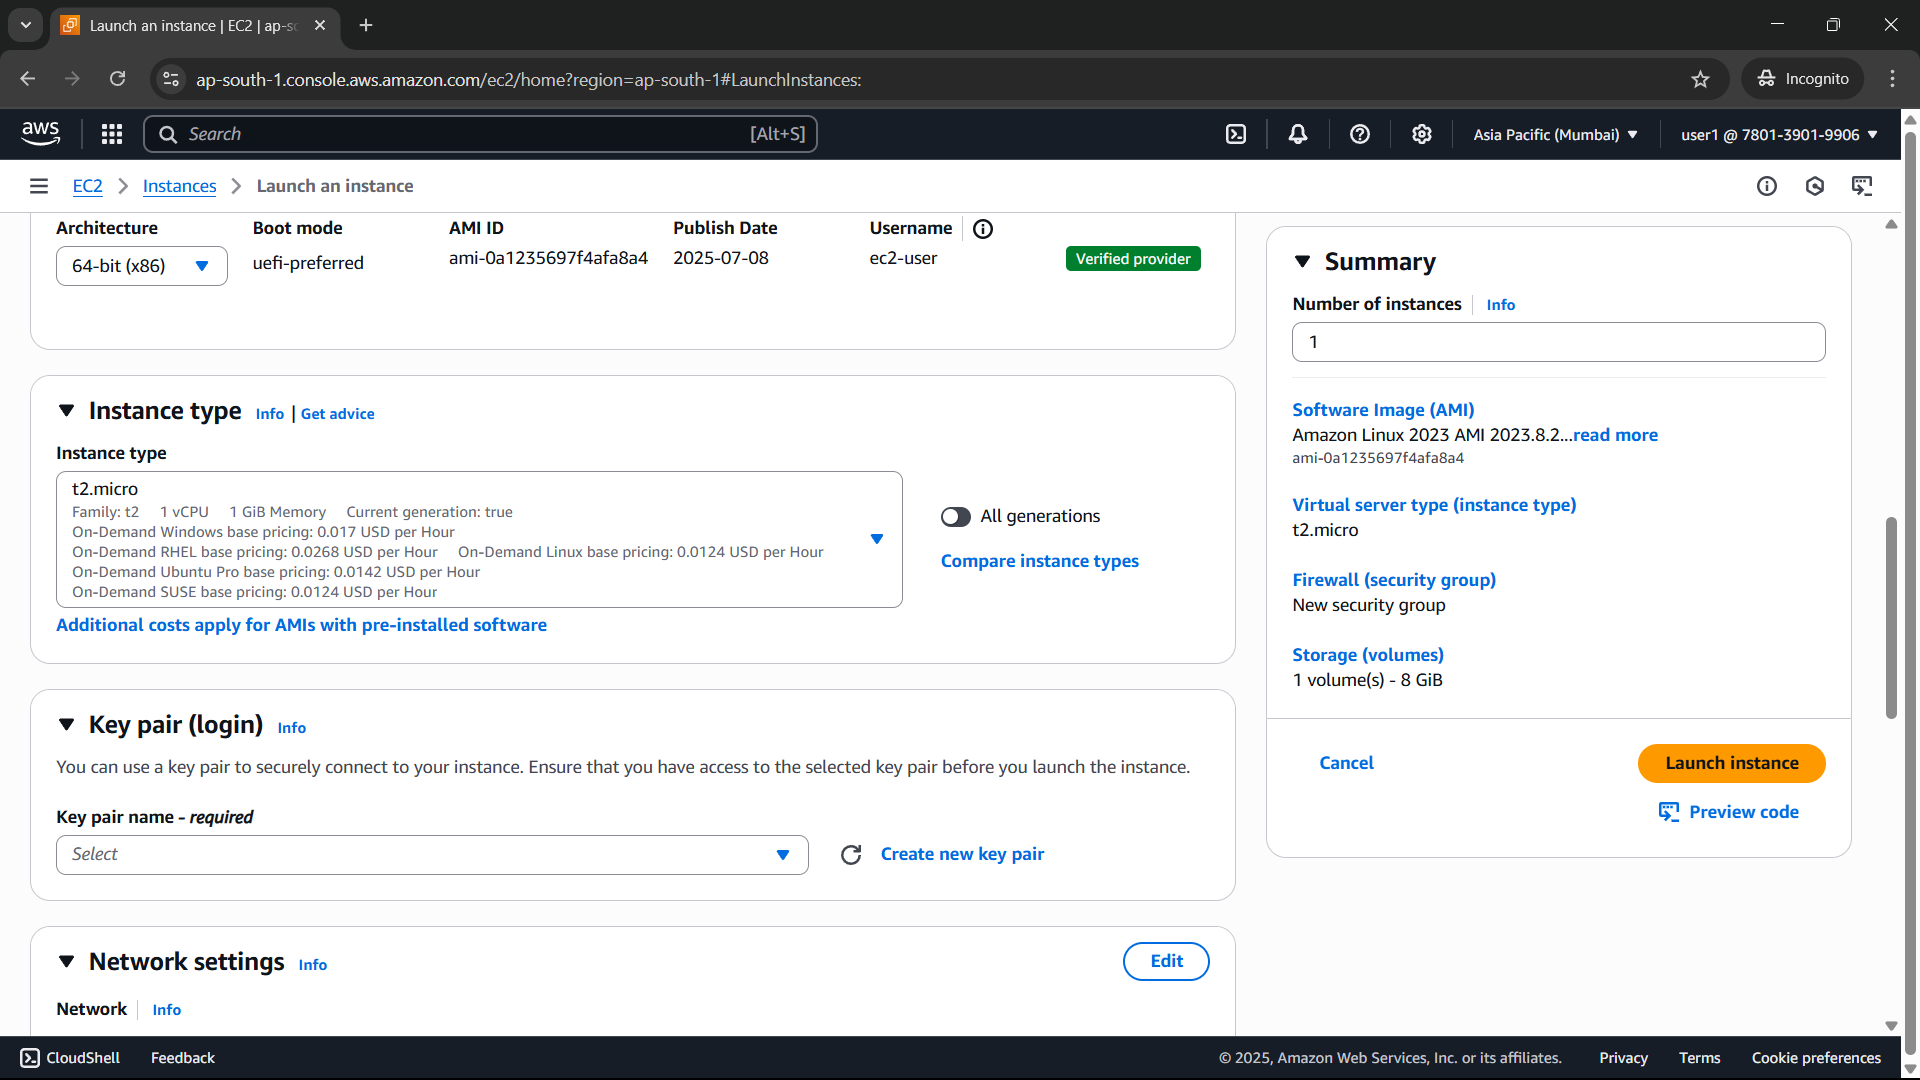 Launch an instance | EC2 | ap-sc
ap-south-1.console.aws.amazon.com/ec2/home?region=ap-south-1#LaunchInstances:
Incognito
aws
Search
[Alt+S]
Asia Pacific (Mumbai)
user1 @ 7801-3901-9906
EC2
Instances
Launch an instance
Architecture
64-bit (x86)
Boot mode
uefi-preferred
AMI ID
ami-0a1235697f4afa8a4
Publish Date
2025-07-08
Username
ec2-user
Verified provider
Instance type Info | Get advice
Instance type
t2.micro
Family: t2 1 vCPU 1 GiB Memory Current generation: true
On-Demand Windows base pricing: 0.017 USD per Hour
On-Demand RHEL base pricing: 0.0268 USD per Hour On-Demand Linux base pricing: 0.0124 USD per Hour
On-Demand Ubuntu Pro base pricing: 0.0142 USD per Hour
On-Demand SUSE base pricing: 0.0124 USD per Hour
All generations
Compare instance types
Additional costs apply for AMIs with pre-installed software
Key pair (login) Info
You can use a key pair to securely connect to your instance. Ensure that you have access to the selected key pair before you launch the instance.
Key pair name - required
Select
Create new key pair
Network settings Info
Edit
Network Info
Summary
Number of instances Info
1
Software Image (AMI)
Amazon Linux 2023 AMI 2023.8.2...read more
ami-0a1235697f4afa8a4
Virtual server type (instance type)
t2.micro
Firewall (security group)
New security group
Storage (volumes)
1 volume(s) - 8 GiB
Cancel
Launch instance
Preview code
CloudShell
Feedback
© 2025, Amazon Web Services, Inc. or its affiliates.
Privacy
Terms
Cookie preferences